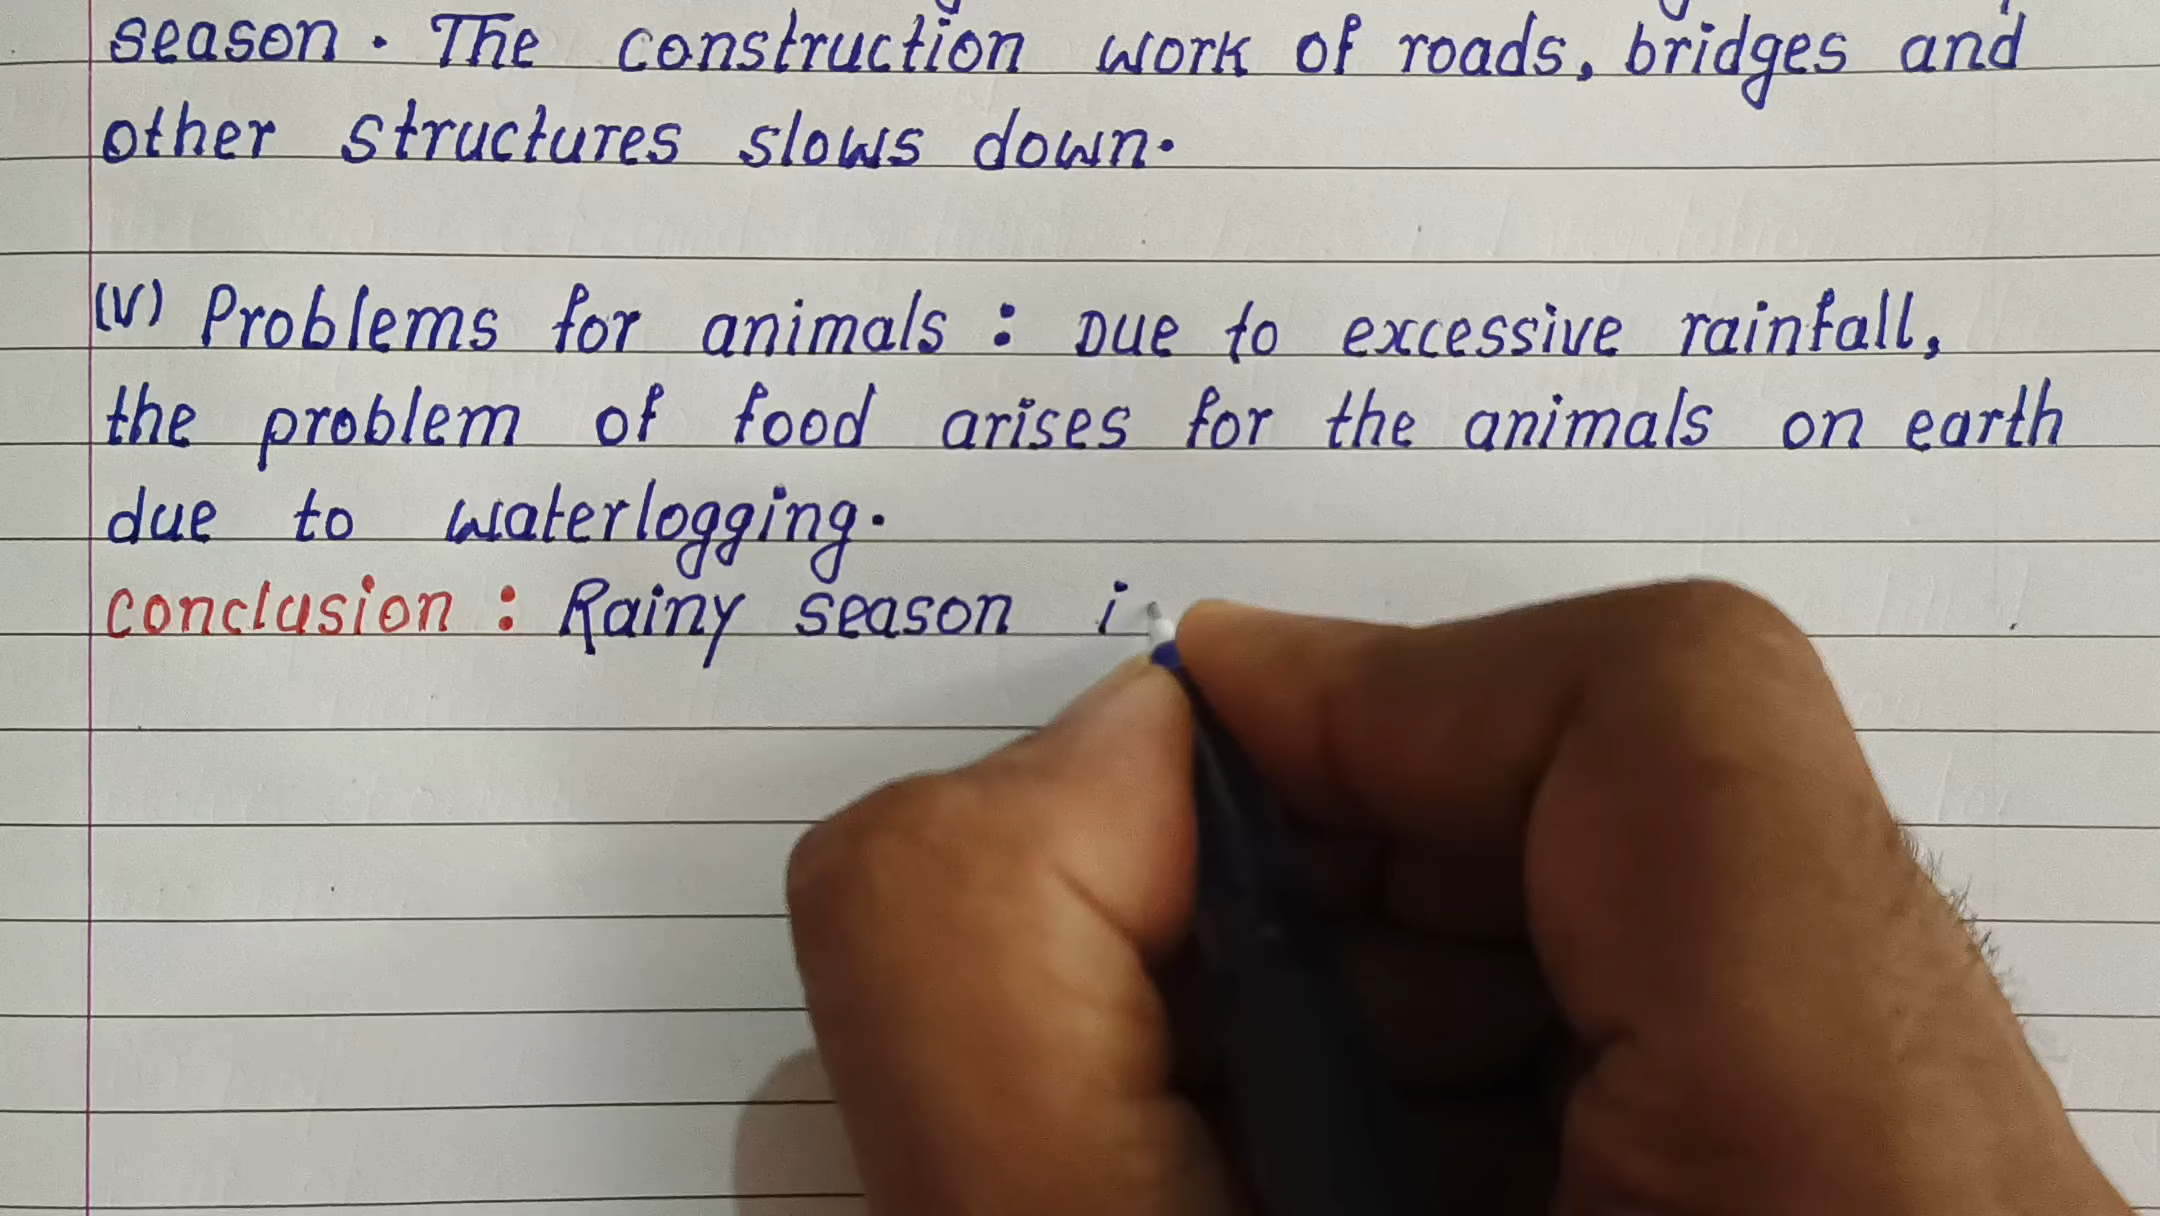 season. The construction work of roads, bridges and
other structures slows down.
(V) Problems for animals : Due to excessive rainfall,
the problem of food arises for the animals on earth
due to waterlogging.
conclusion : Rainy season i